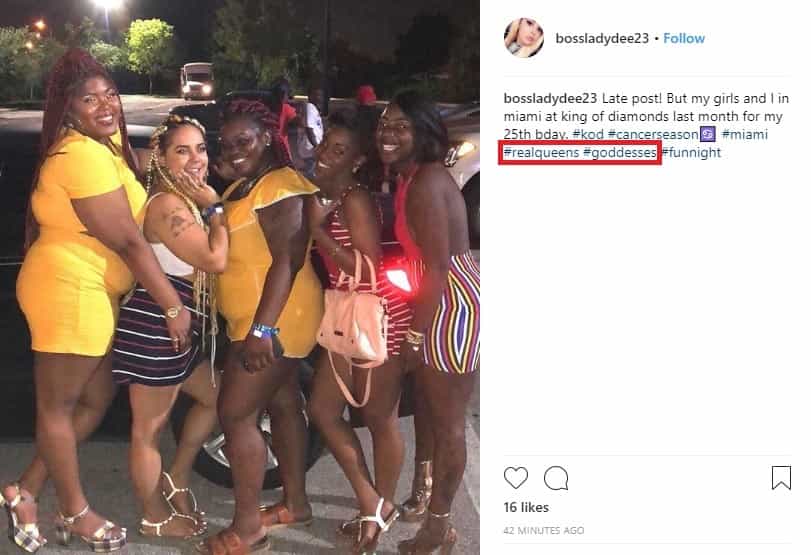 bossladydee23 • Follow
bossladydee23 Late post! But my girls and I in
miami at king of diamonds last month for my
25th bday. #kod #cancerseason♋ #miami
#realqueens #goddesses #funnight
16 likes
42 MINUTES AGO